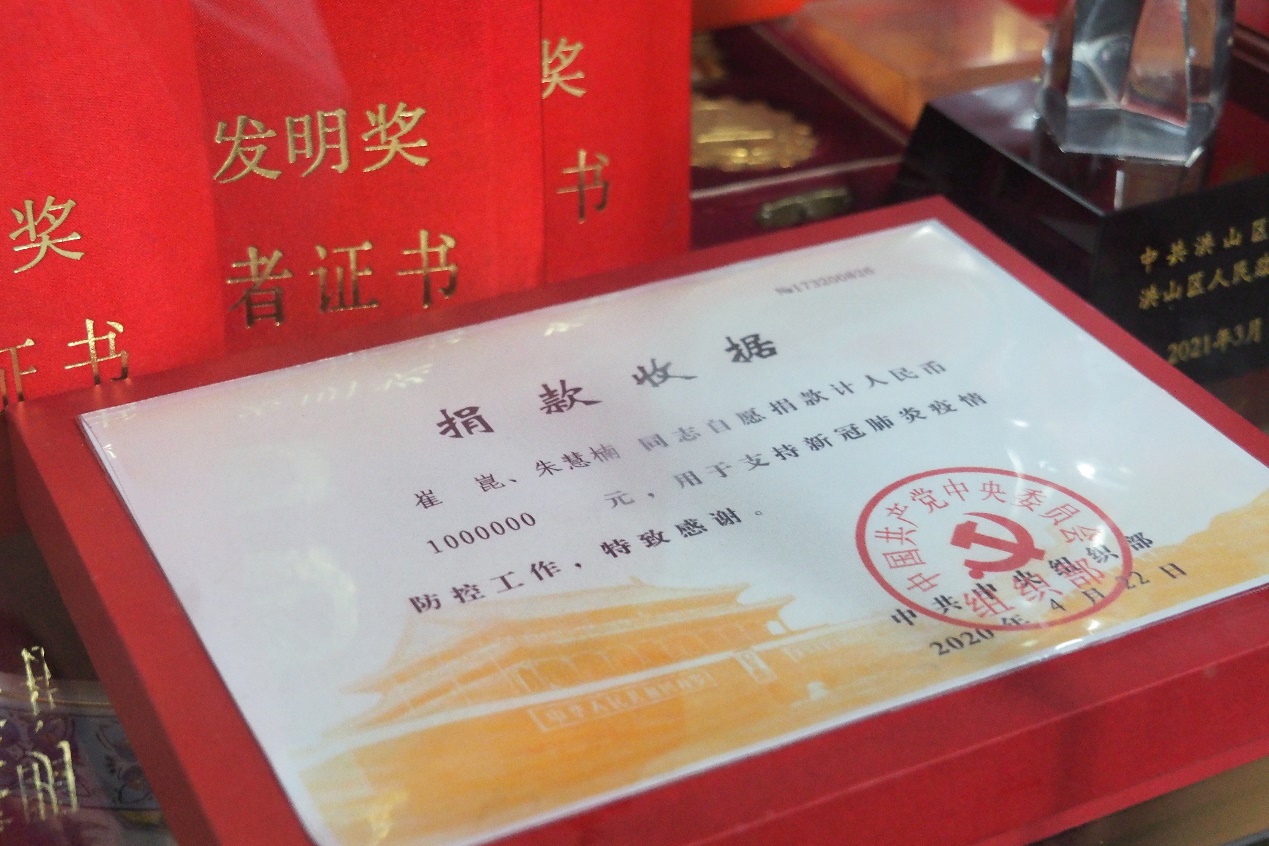 奖
证书
发明奖
者证书
奖
书
中共洪山区
洪山区人民政
2021年3月
№173200826
捐款收据
崔 崑、朱慧楠 同志自愿捐款计人民币
1000000 元，用于支持新冠肺炎疫情
防控工作，特致感谢。
中国共产党中央委员会
组织部
中共中央组织部
2020年4月22日
明